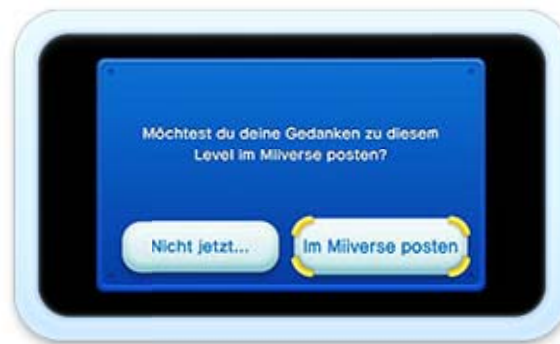 Möchtest du deine Gedanken zu diesem
Level im Miiverse posten?
Nicht jetzt...
Im Miiverse posten